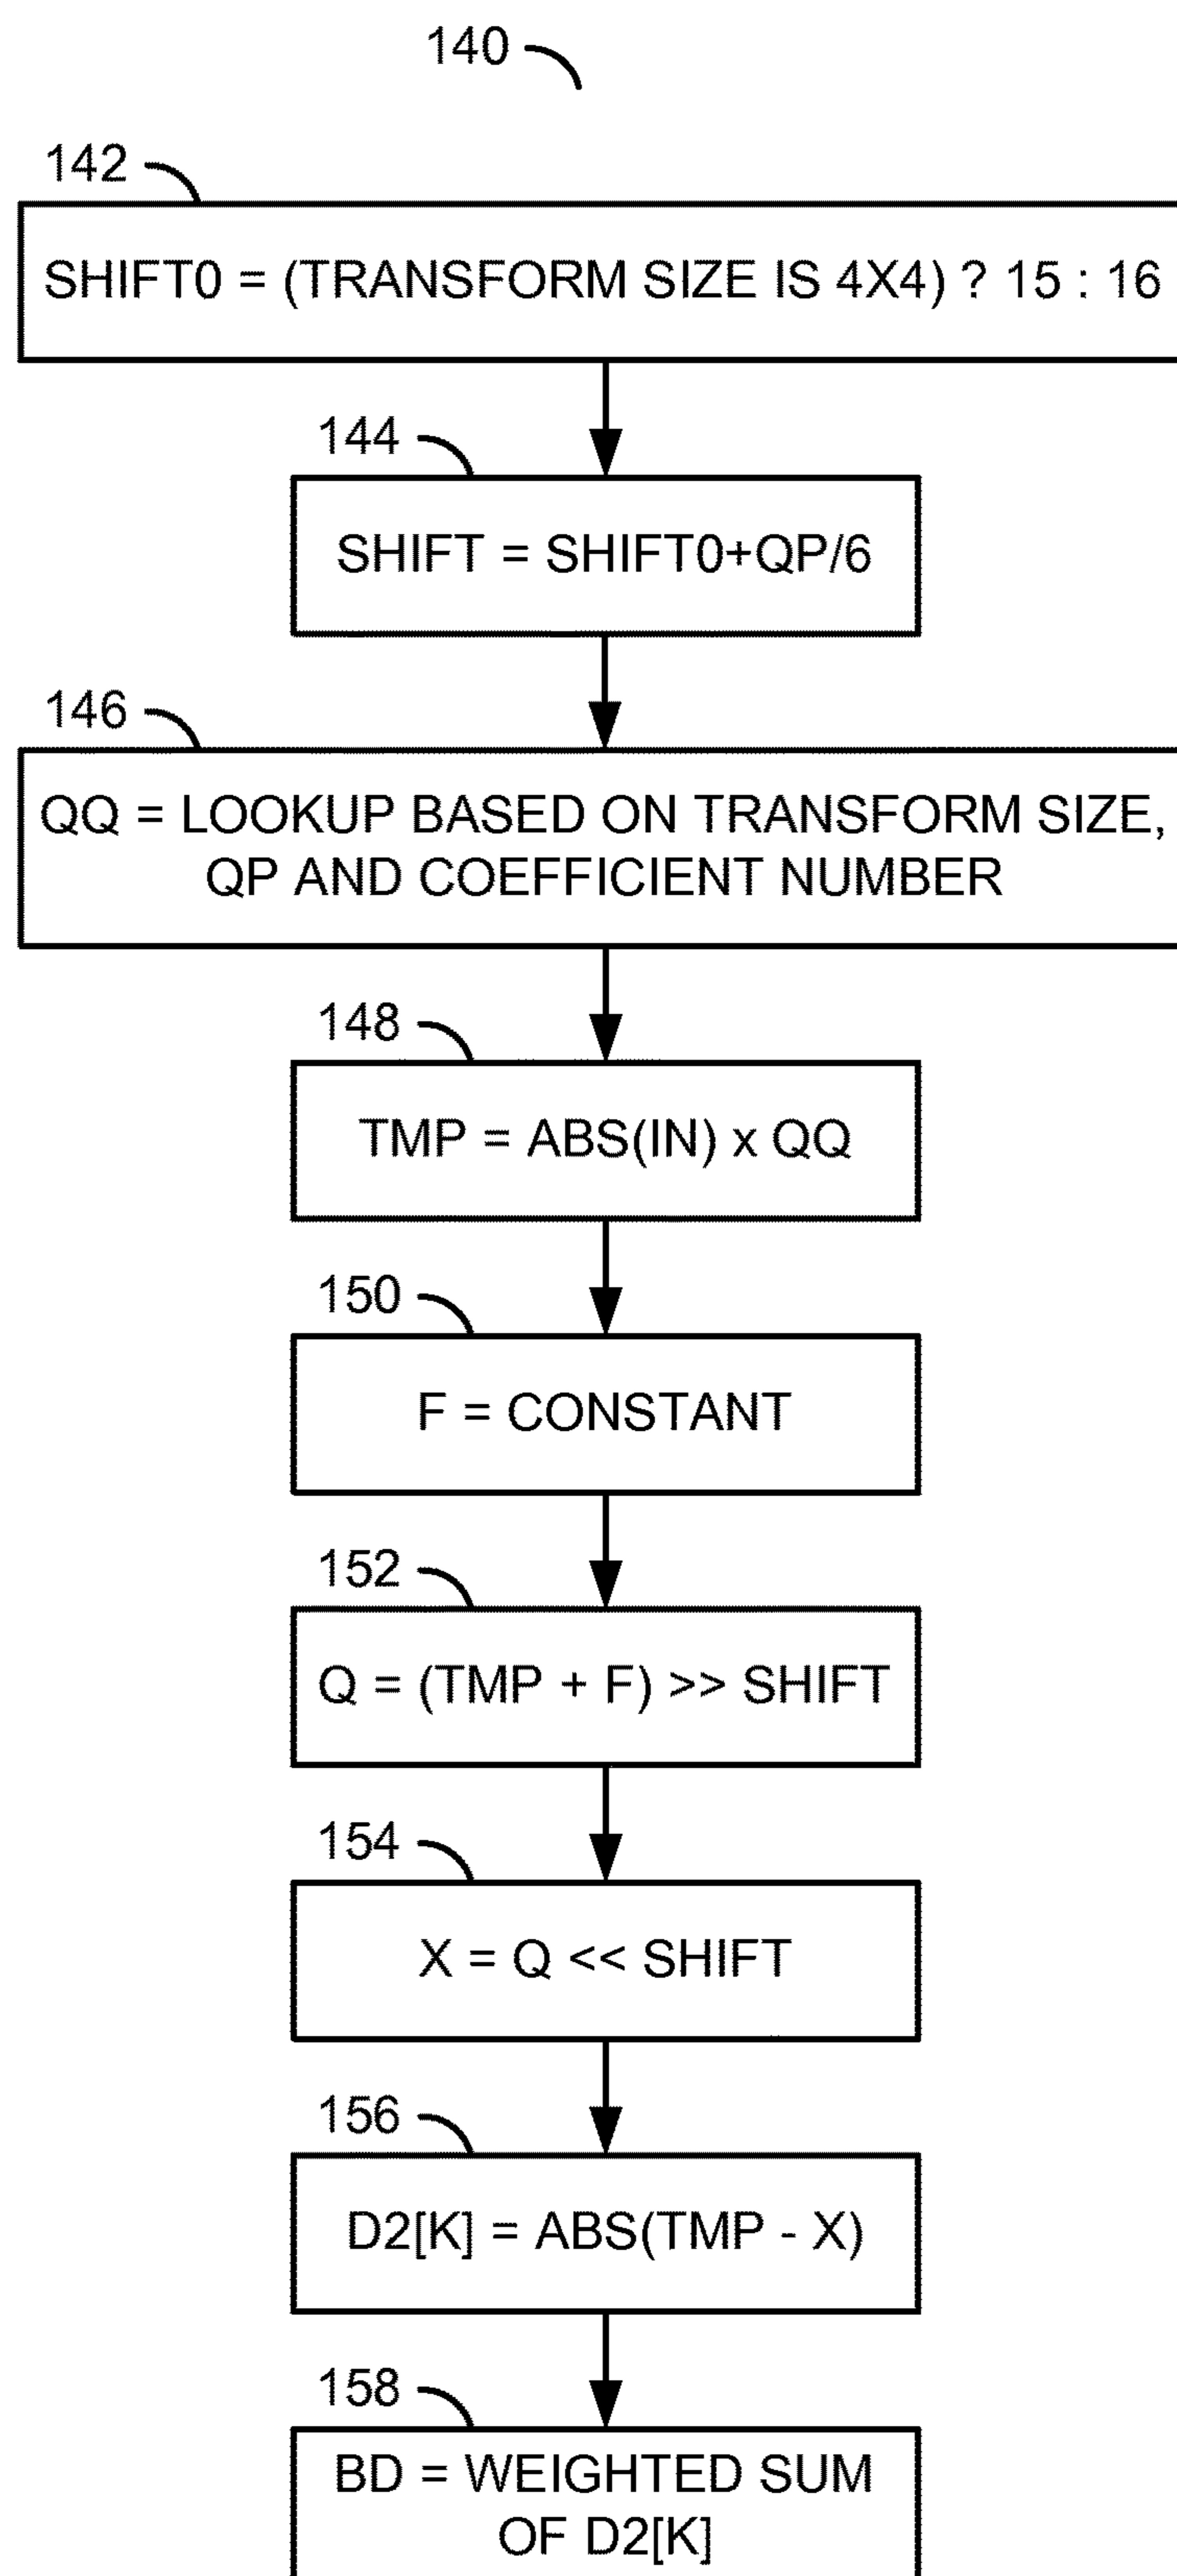 140
142
SHIFT0 = (TRANSFORM SIZE IS 4X4) ? 15 : 16
144
SHIFT = SHIFT0+QP/6
146
QQ = LOOKUP BASED ON TRANSFORM SIZE,
QP AND COEFFICIENT NUMBER
148
TMP = ABS(IN) x QQ
150
F = CONSTANT
152
Q = (TMP + F) >> SHIFT
154
X = Q << SHIFT
156
D2[K] = ABS(TMP - X)
158
BD = WEIGHTED SUM
OF D2[K]